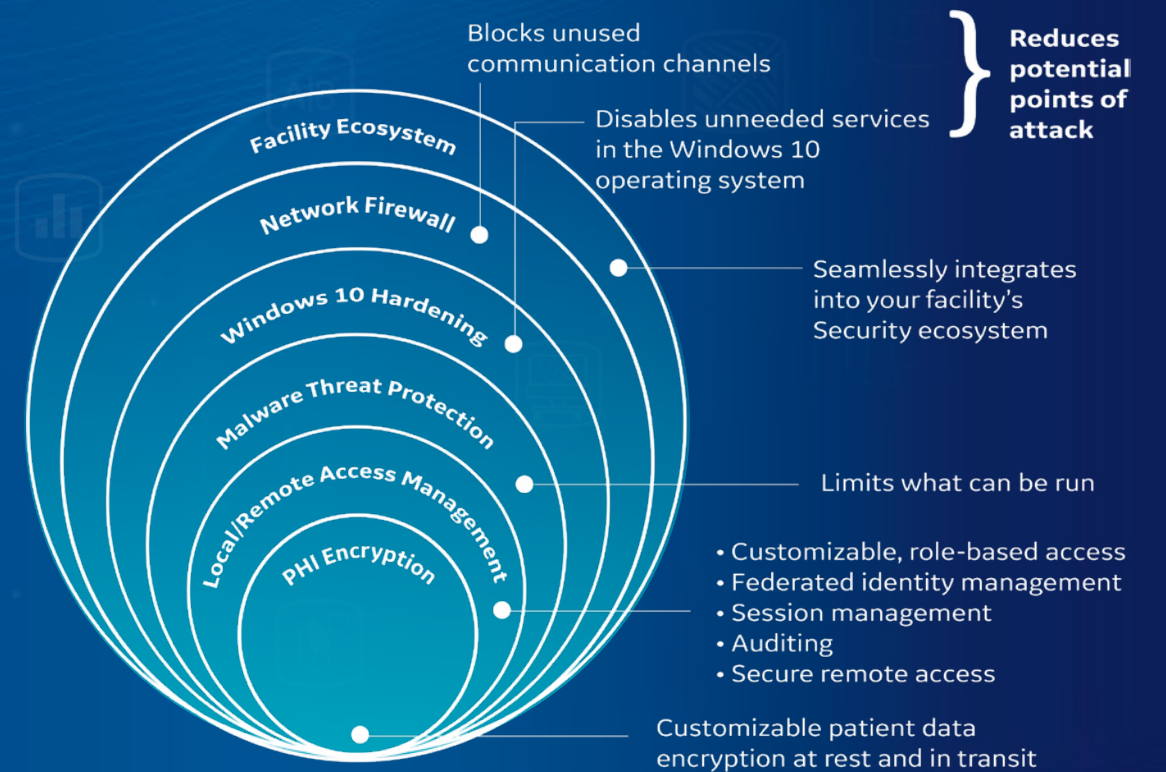 Blocks unused
communication channels
Reduces
potential
points of
attack
Disables unneeded services
in the Windows 10
operating system
Facility Ecosystem
Network Firewall
Windows 10 Hardening
Malware Threat Protection
Local/Remote Access Management
PHI Encryption
Seamlessly integrates
into your facility’s
Security ecosystem
Limits what can be run
• Customizable, role-based access
• Federated identity management
• Session management
• Auditing
• Secure remote access
Customizable patient data
encryption at rest and in transit